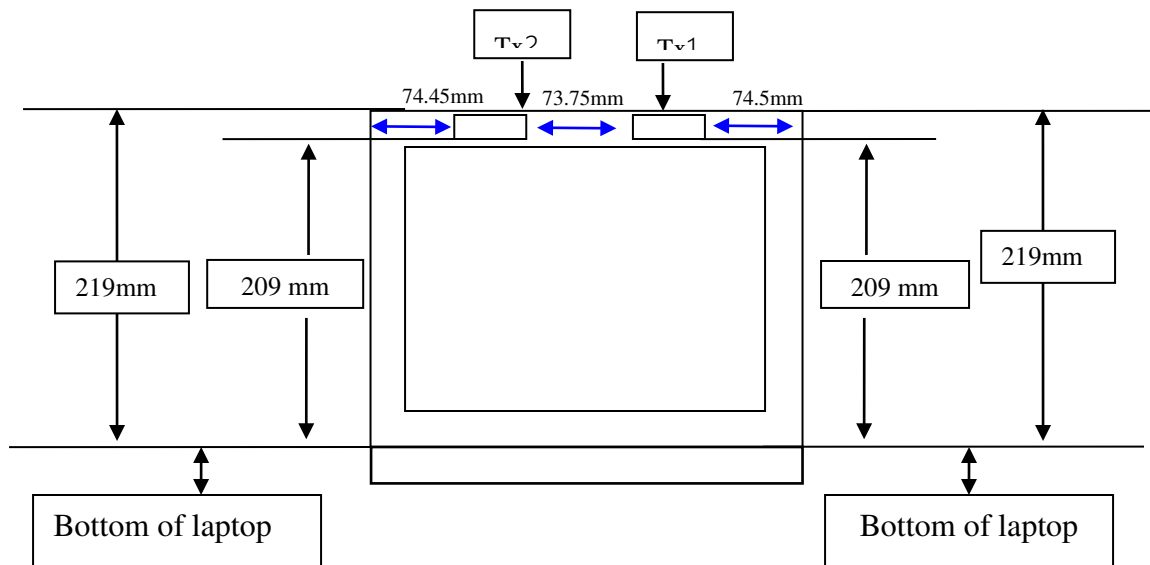 Tx2
Tx1
74.45mm
73.75mm
74.5mm
219mm
209 mm
209 mm
219mm
Bottom of laptop
Bottom of laptop